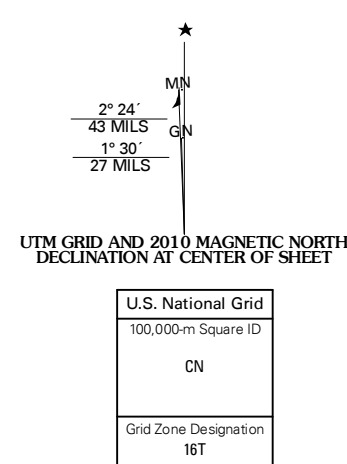 ★
MN
2° 24´
43 MILS
GN
1° 30´
27 MILS
UTM GRID AND 2010 MAGNETIC NORTH
DECLINATION AT CENTER OF SHEET
U.S. National Grid
100,000-m Square ID
CN
Grid Zone Designation
16T